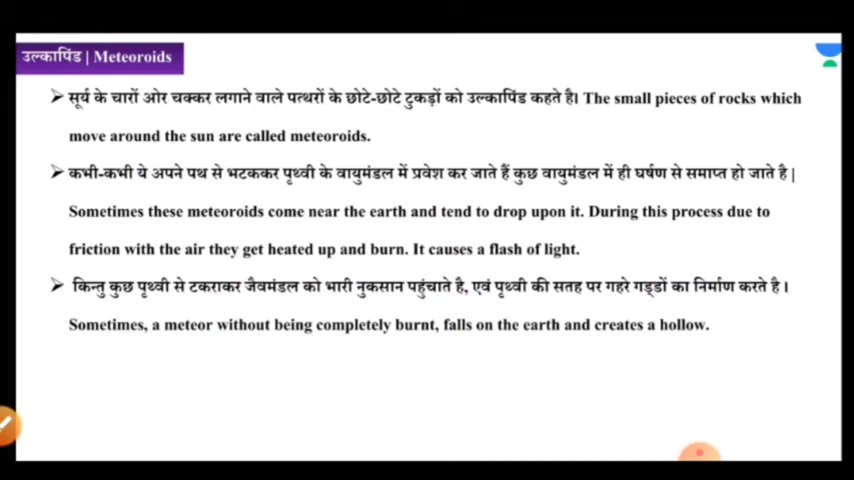 उल्कापिंड | Meteoroids
➤ सूर्य के चारों ओर चक्कर लगाने वाले पत्थरों के छोटे-छोटे टुकड़ों को उल्कापिंड कहते है। The small pieces of rocks which
move around the sun are called meteoroids.
➤ कभी-कभी ये अपने पथ से भटककर पृथ्वी के वायुमंडल में प्रवेश कर जाते हैं कुछ वायुमंडल में ही घर्षण से समाप्त हो जाते है |
Sometimes these meteoroids come near the earth and tend to drop upon it. During this process due to
friction with the air they get heated up and burn. It causes a flash of light.
➤ किन्तु कुछ पृथ्वी से टकराकर जैवमंडल को भारी नुकसान पहुंचाते है, एवं पृथ्वी की सतह पर गहरे गड्डों का निर्माण करते है।
Sometimes, a meteor without being completely burnt, falls on the earth and creates a hollow.